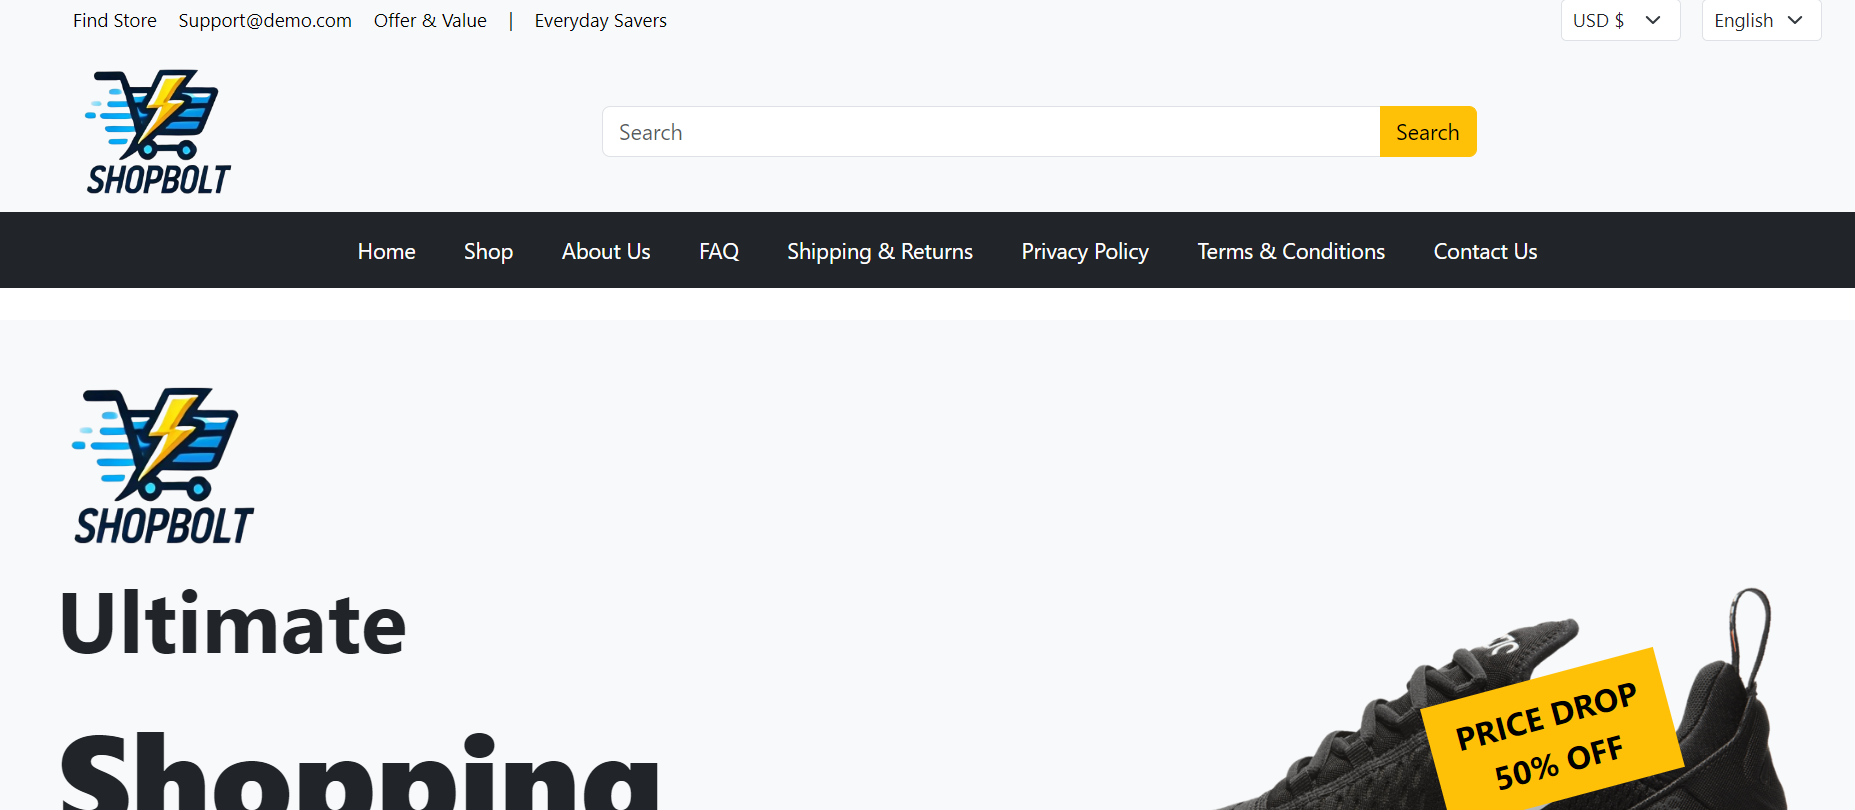 Find Store Support@demo.com Offer & Value | Everyday Savers
USD $ English
SHOPBOLT
Search Search
Home Shop About Us FAQ Shipping & Returns Privacy Policy Terms & Conditions Contact Us
SHOPBOLT
Ultimate
Shopping
PRICE DROP
50% OFF